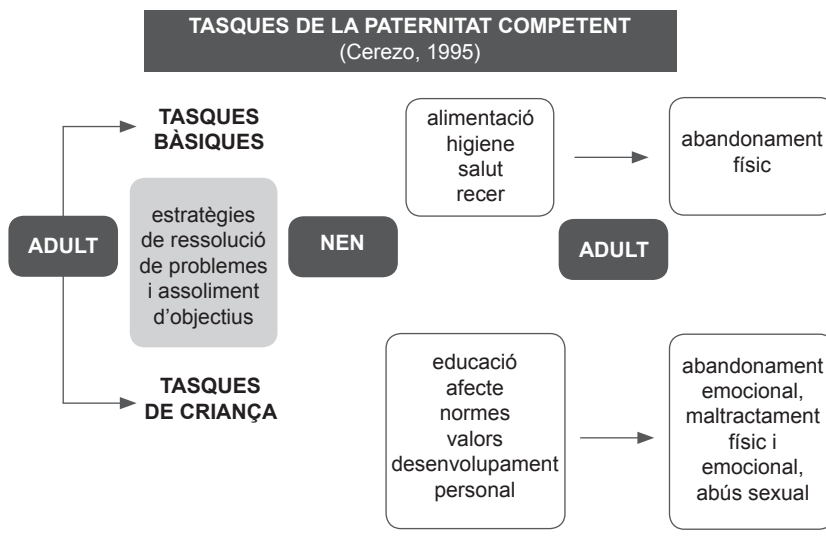 TASQUES DE LA PATERNITAT COMPETENT
(Cerezo, 1995)
TASQUES
BÀSIQUES
alimentació
higiene
salut
recer
abandonament
físic
ADULT
estratègies
de ressolució
de problemes
i assoliment
d'objectius
NEN
ADULT
TASQUES
DE CRIANÇA
educació
afecte
normes
valors
desenvolupament
personal
abandonament
emocional,
maltractament
físic i
emocional,
abús sexual